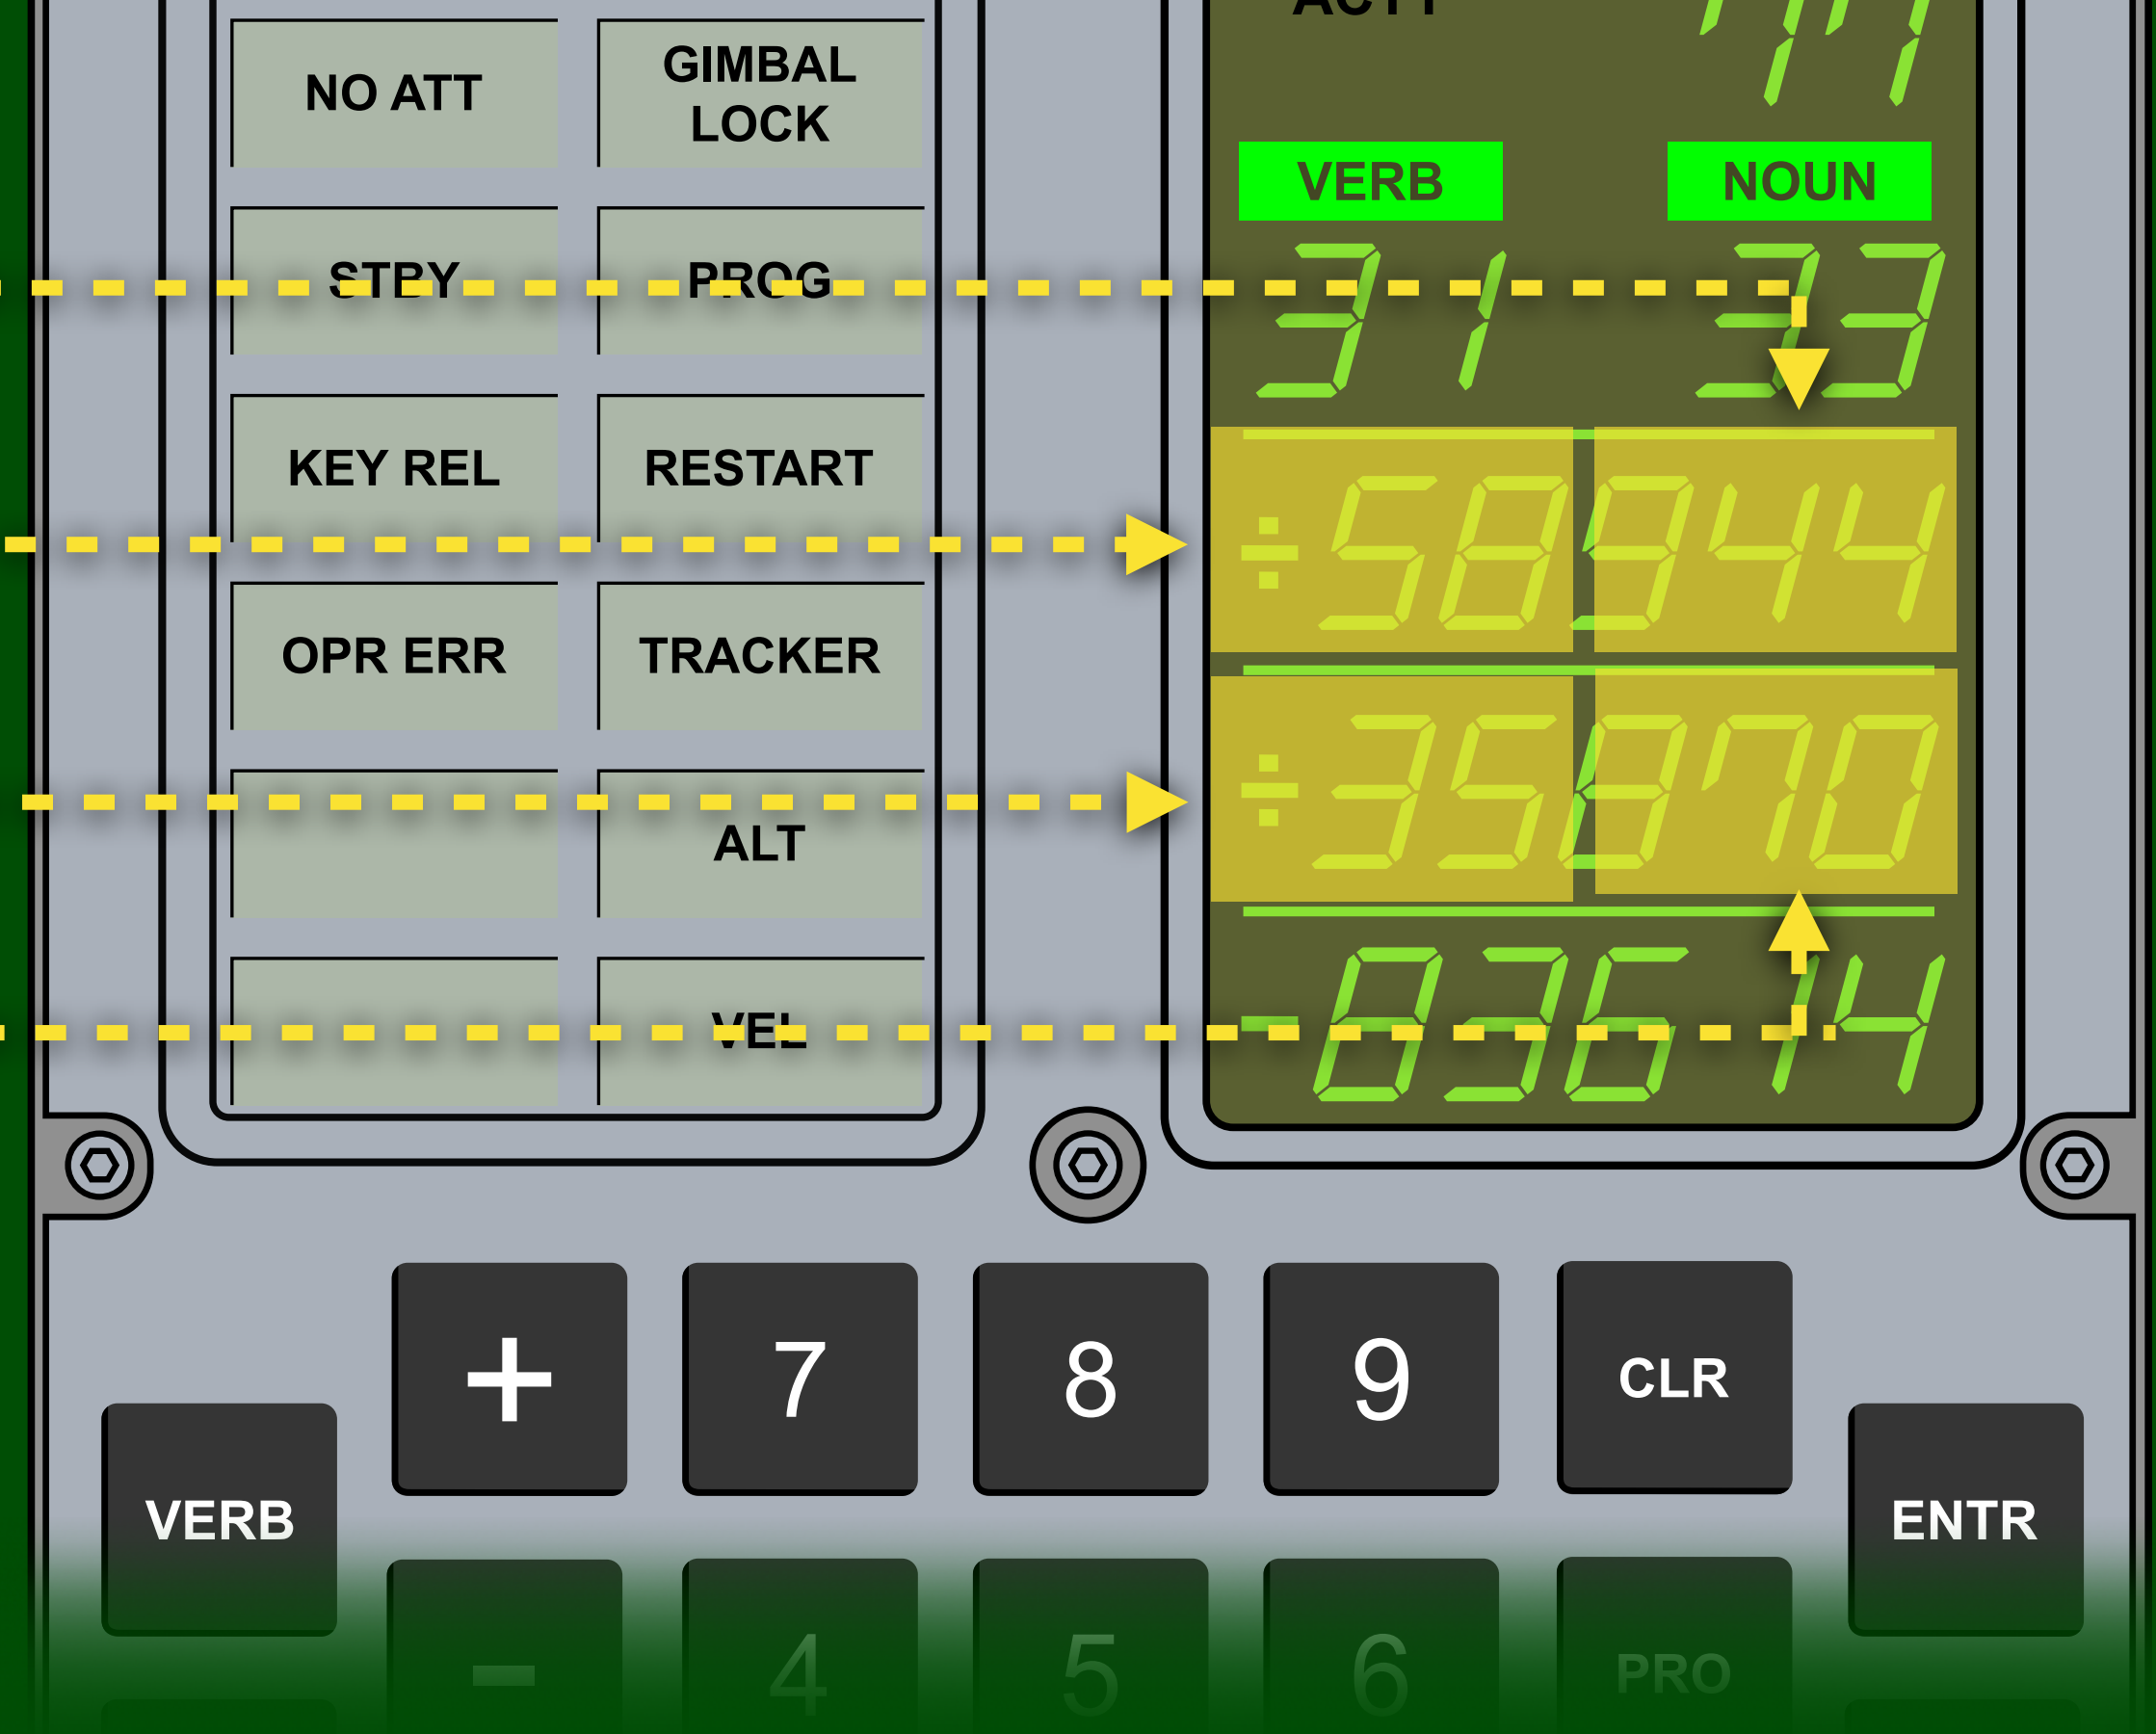 NO ATT
GIMBAL
LOCK
STBY
PROG
KEY REL
RESTART
OPR ERR
TRACKER
ALT
VEL
VERB NOUN
31 33
÷58944
÷35870
-83614
+ 7 8 9 CLR
VERB
ENTR
- 4 5 6 PRO